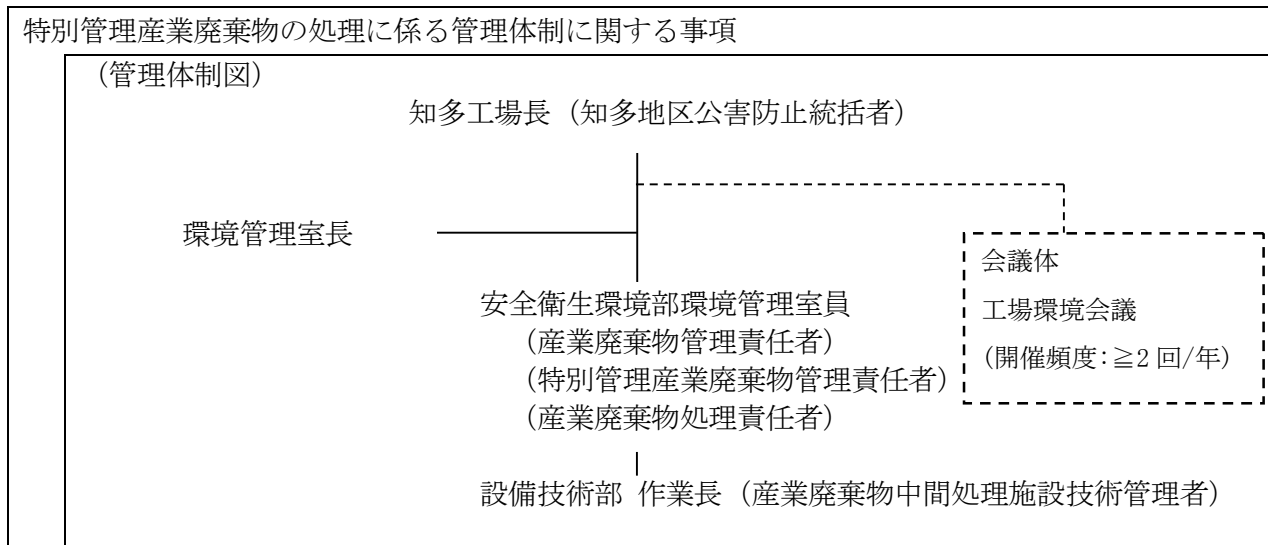 特別管理産業廃棄物の処理に係る管理体制に関する事項
(管理体制図)
知多工場長(知多地区公害防止統括者)
環境管理室長
会議体
工場環境会議
(開催頻度:≧2回/年)
安全衛生環境部環境管理室員
(産業廃棄物管理責任者)
(特別管理産業廃棄物管理責任者)
(産業廃棄物処理責任者)
設備技術部 作業長(産業廃棄物中間処理施設技術管理者)